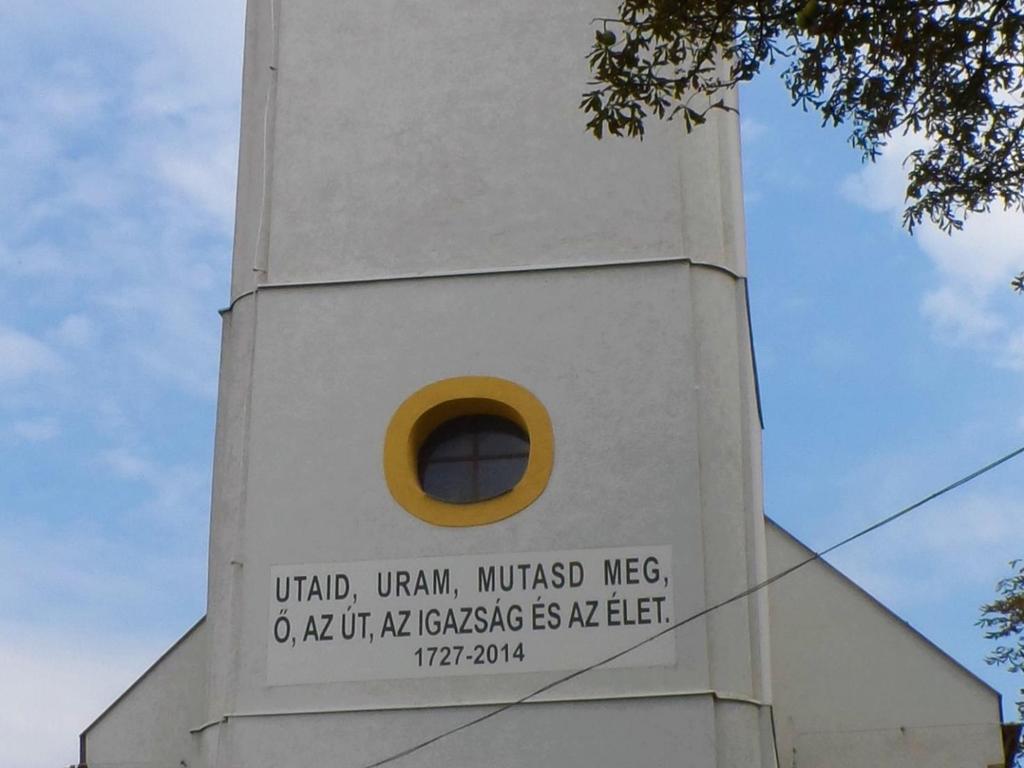 UTAID, URAM, MUTASD MEG,
Ő, AZ ÚT, AZ IGAZSÁG ÉS AZ ÉLET.
1727-2014